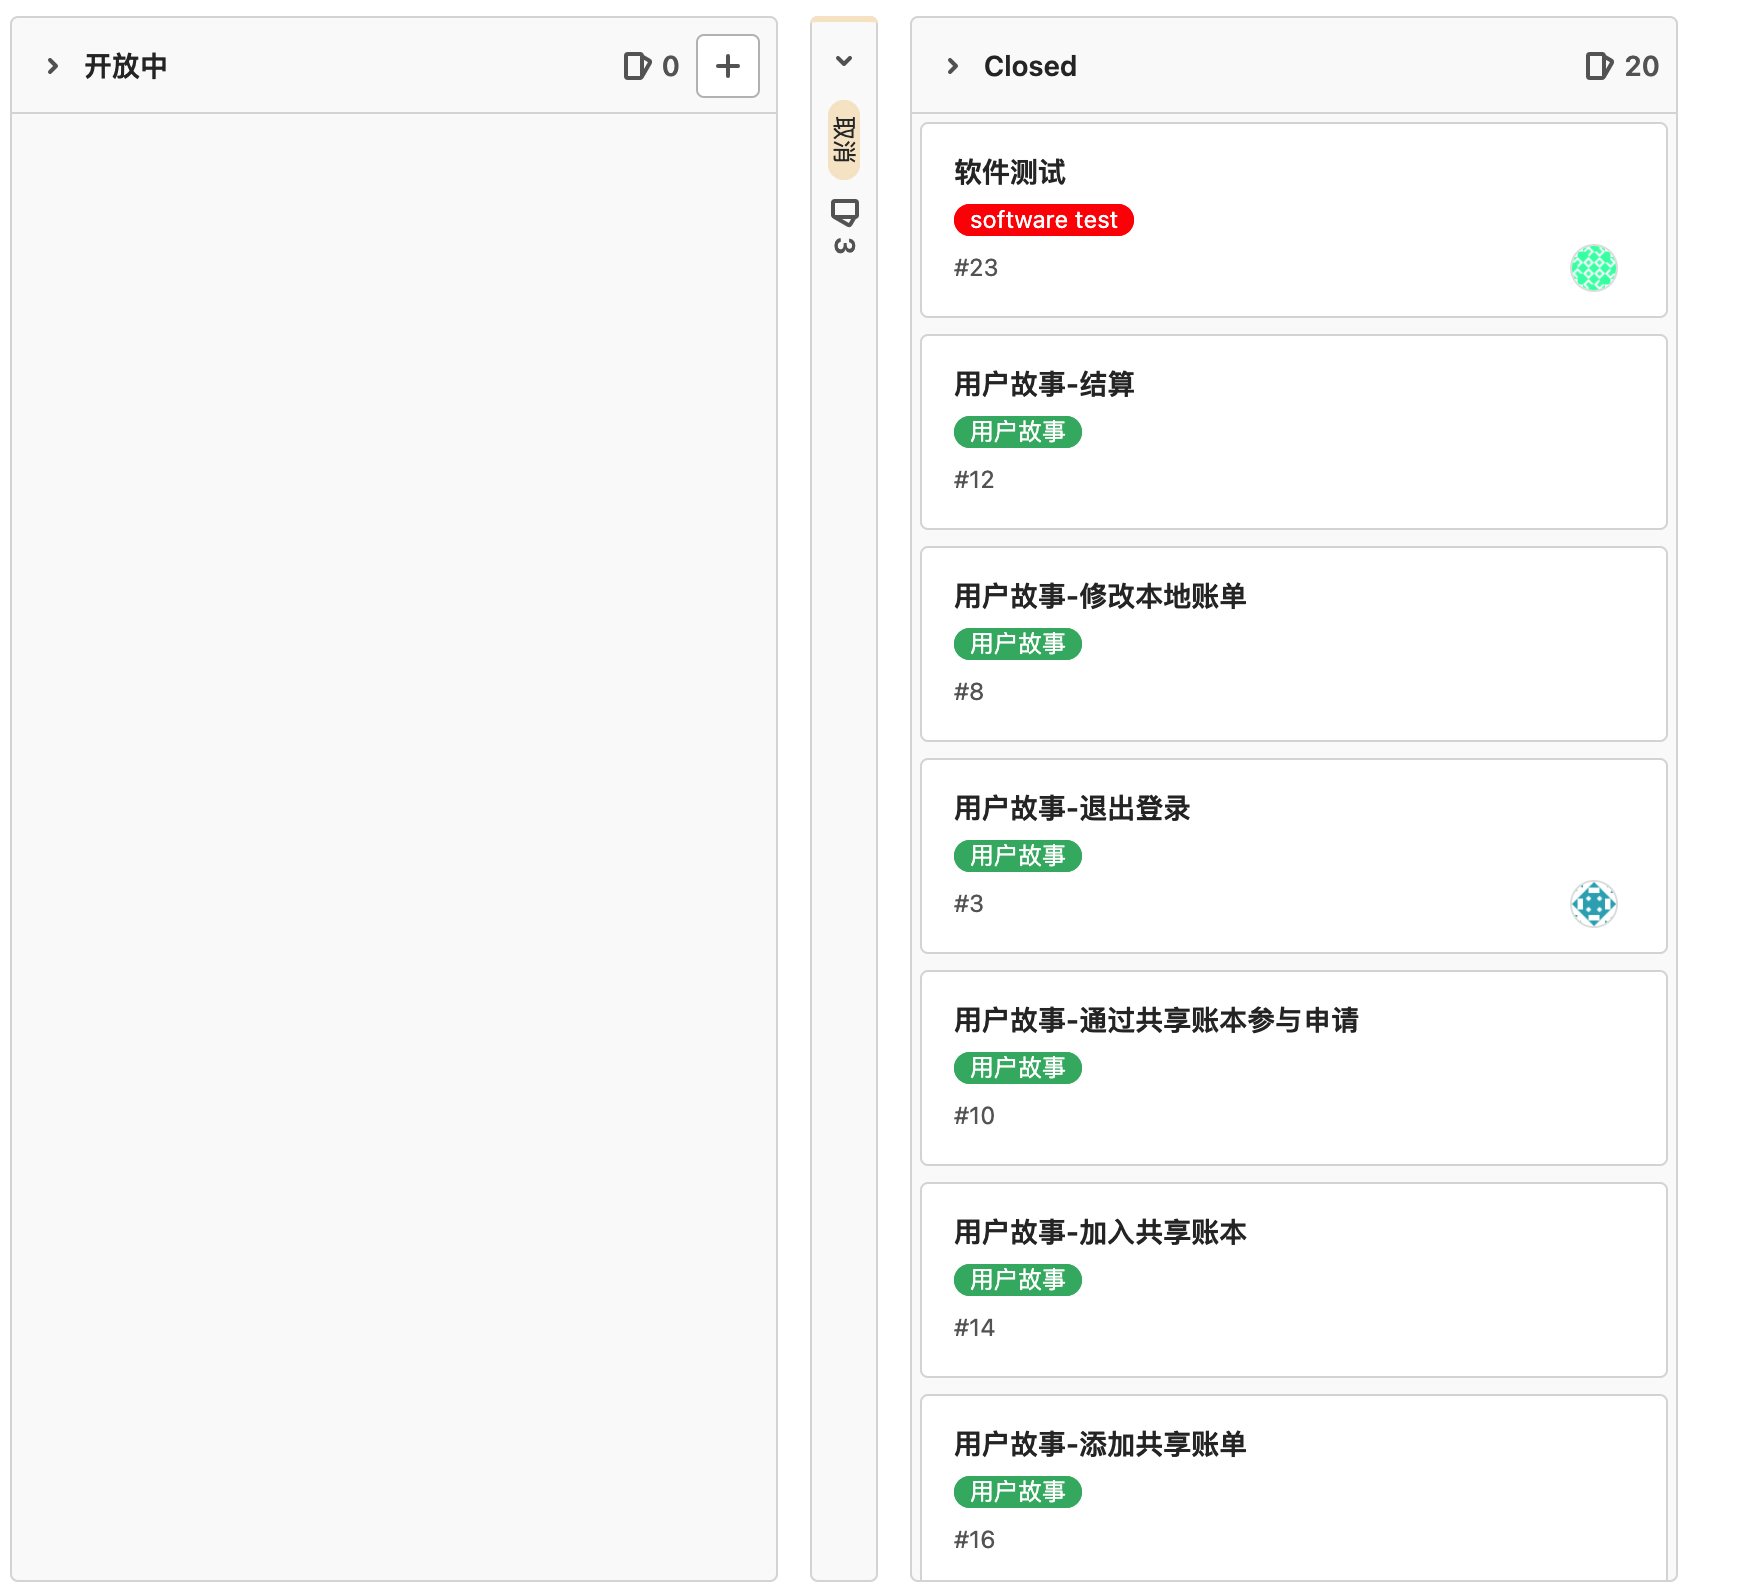 开放中
0
取消
3
Closed
20
软件测试
software test
#23
用户故事-结算
用户故事
#12
用户故事-修改本地账单
用户故事
#8
用户故事-退出登录
用户故事
#3
用户故事-通过共享账本参与申请
用户故事
#10
用户故事-加入共享账本
用户故事
#14
用户故事-添加共享账单
用户故事
#16